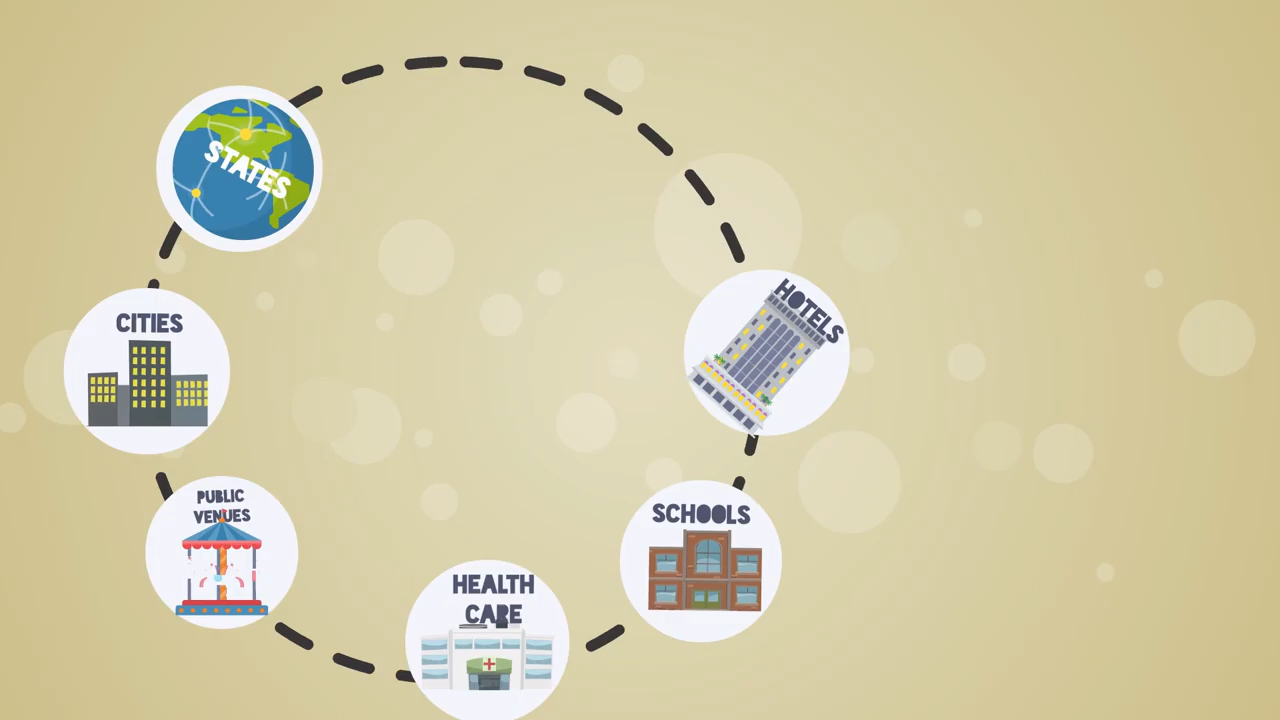 STATES
CITIES
HOTELS
PUBLIC
VENUES
SCHOOLS
HEALTH
CARE